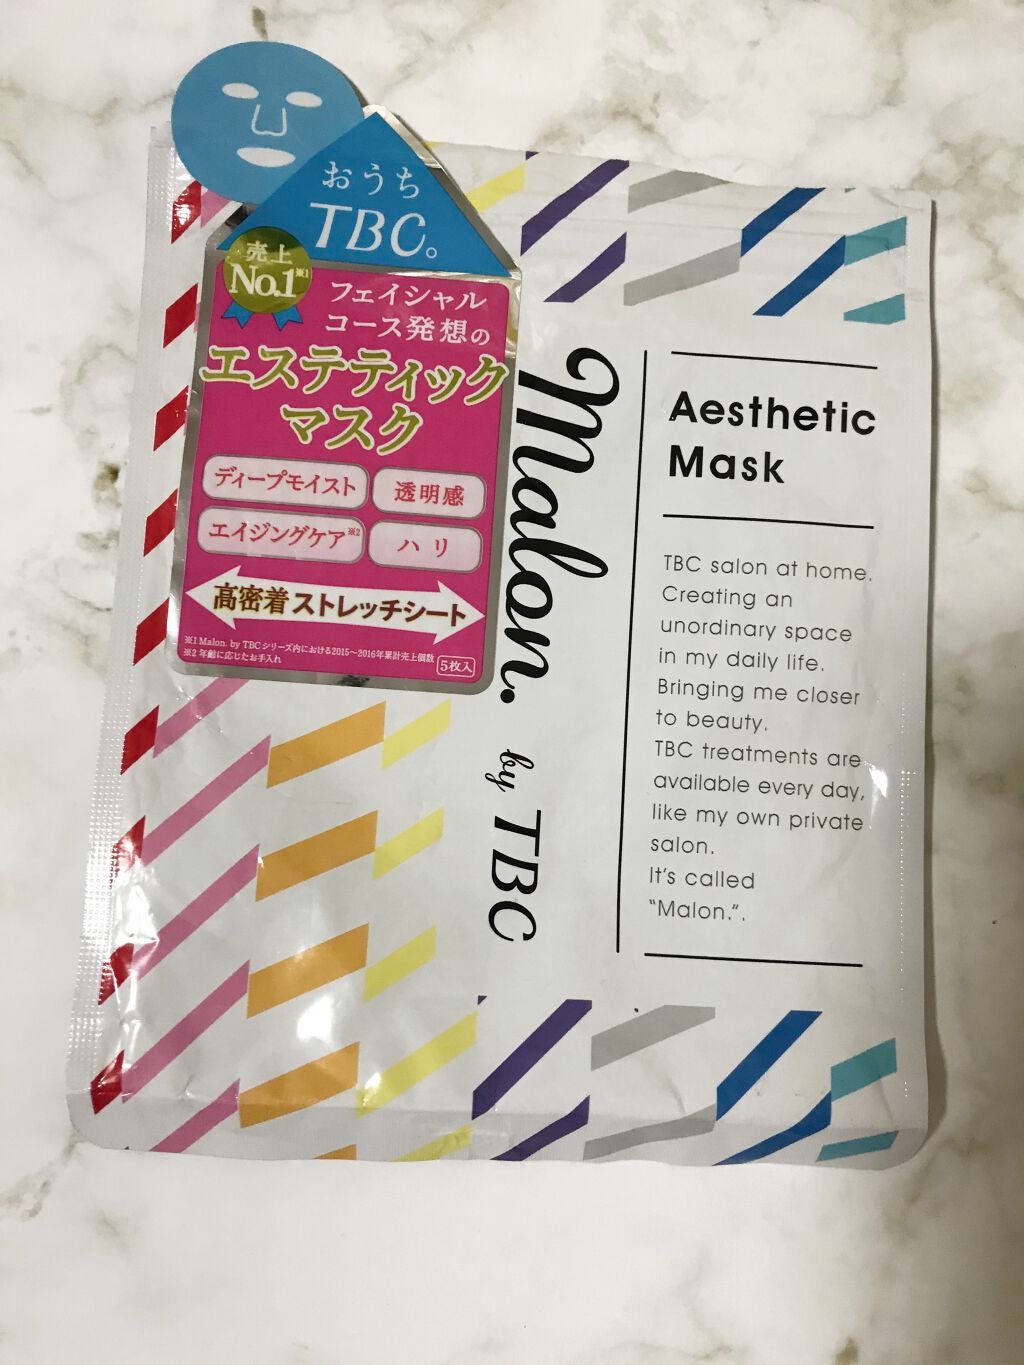 おうち
TBC。
売上
No.1※1
フェイシャル
コース発想の
エステティック
マスク
ディープモイスト
透明感
エイジングケア※2
ハリ
高密着ストレッチシート
※1 Malon. by TBCシリーズ内における2015〜2016年累計売上個数
※2 年齢に応じたお手入れ
5枚入
Malon. by TBC
Aesthetic
Mask
TBC salon at home.
Creating an
unordinary space
in my daily life.
Bringing me closer
to beauty.
TBC treatments are
available every day,
like my own private
salon.
It's called
"Malon.".